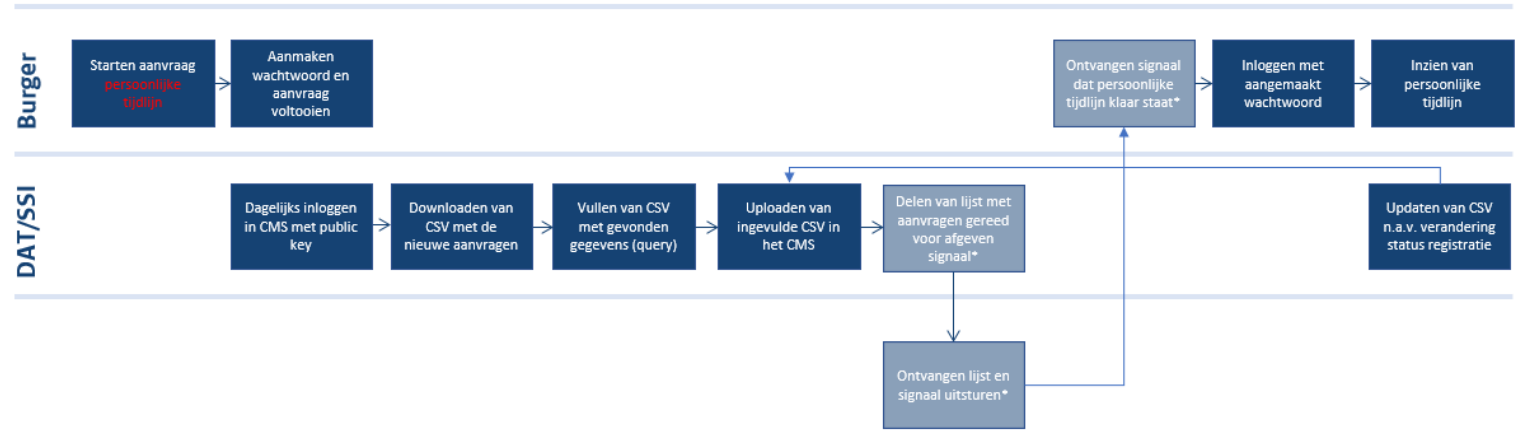 Burger
Starten aanvraag
persoonlijke
tijdlijn
Aanmaken
wachtwoord en
aanvraag
voltooien
Ontvangen signaal
dat persoonlijke
tijdlijn klaar staat*
Inloggen met
aangemaakt
wachtwoord
Inzien van
persoonlijke
tijdlijn
DAT/SSI
Dagelijks inloggen
in CMS met public
key
Downloaden van
CSV met de
nieuwe aanvragen
Vullen van CSV
met gevonden
gegevens (query)
Uploaden van
ingevulde CSV in
het CMS
Delen van lijst met
aanvragen gereed
voor afgeven
signaal*
Updaten van CSV
n.a.v. verandering
status registratie
Ontvangen lijst en
signaal uitsturen*